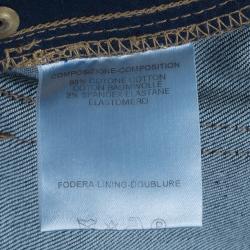 COMPOSIZIONE-COMPOSITION
98% COTONE COTTON
COTON BAUMWOLLE
2% SPANDEX ELASTANE
ELASTOMERO
FODERA-LINING-DOUBLURE